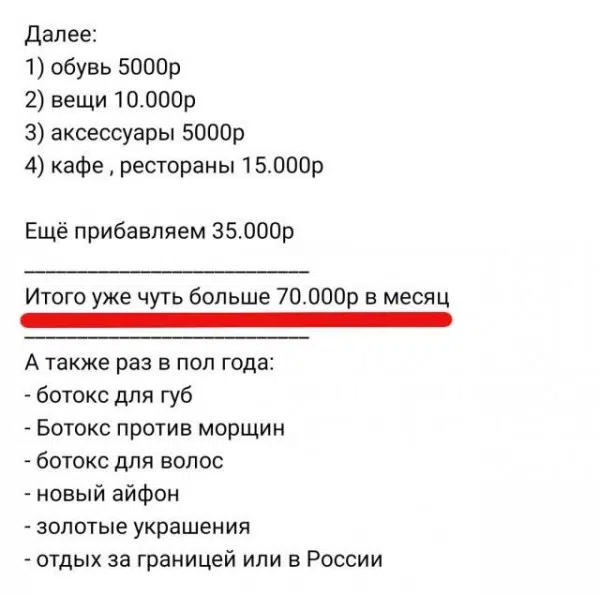 Далее:
1) обувь 5000р
2) вещи 10.000р
3) аксессуары 5000р
4) кафе , рестораны 15.000р
Ещё прибавляем 35.000р
___________________________
Итого уже чуть больше 70.000р в месяц
___________________________
А также раз в пол года:
- ботокс для губ
- Ботокс против морщин
- ботокс для волос
- новый айфон
- золотые украшения
- отдых за границей или в России